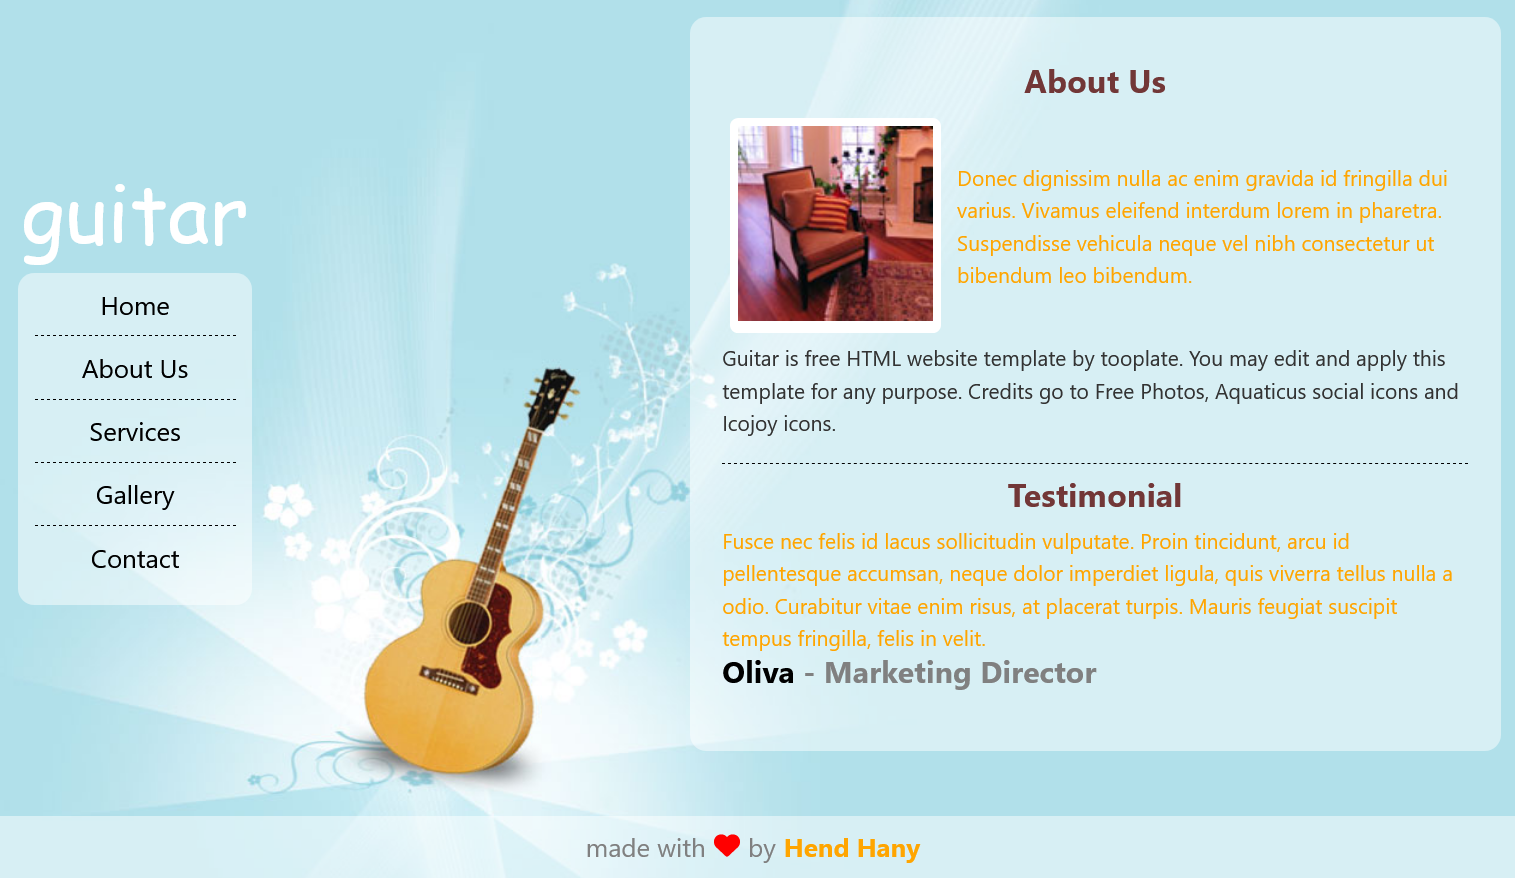 guitar
Home
About Us
Services
Gallery
Contact
About Us
Donec dignissim nulla ac enim gravida id fringilla dui
varius. Vivamus eleifend interdum lorem in pharetra.
Suspendisse vehicula neque vel nibh consectetur ut
bibendum leo bibendum.
Guitar is free HTML website template by tooplate. You may edit and apply this
template for any purpose. Credits go to Free Photos, Aquaticus social icons and
Icojoy icons.
Testimonial
Fusce nec felis id lacus sollicitudin vulputate. Proin tincidunt, arcu id
pellentesque accumsan, neque dolor imperdiet ligula, quis viverra tellus nulla a
odio. Curabitur vitae enim risus, at placerat turpis. Mauris feugiat suscipit
tempus fringilla, felis in velit.
Oliva - Marketing Director
made with ❤ by Hend Hany